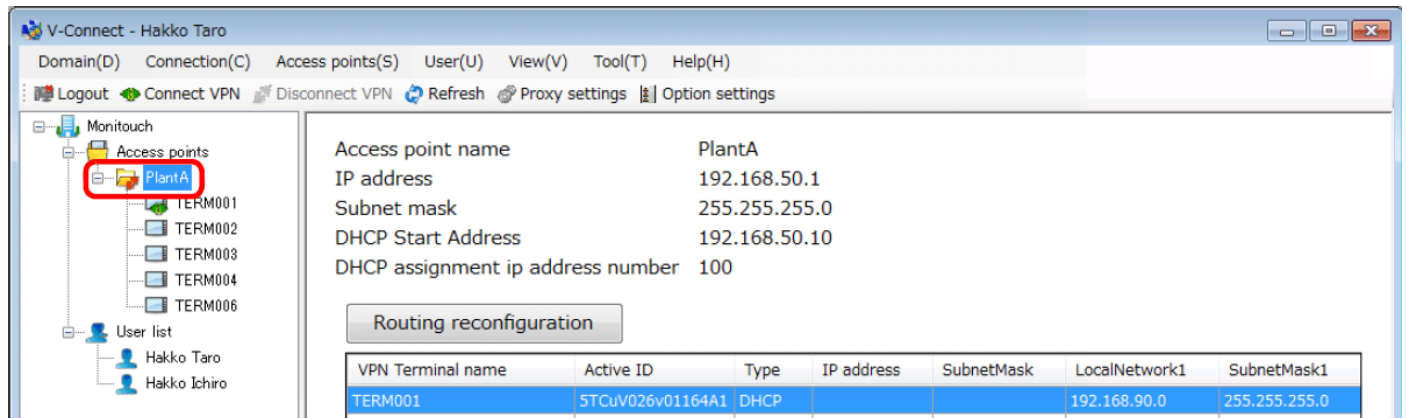 V-Connect - Hakko Taro
Domain(D) Connection(C) Access points(S) User(U) View(V) Tool(T) Help(H)
Logout Connect VPN Disconnect VPN Refresh Proxy settings Option settings
Monitouch
Access points
PlantA
TERM001
TERM002
TERM003
TERM004
TERM006
User list
Hakko Taro
Hakko Ichiro
Access point name PlantA
IP address 192.168.50.1
Subnet mask 255.255.255.0
DHCP Start Address 192.168.50.10
DHCP assignment ip address number 100
Routing reconfiguration
VPN Terminal name Active ID Type IP address SubnetMask LocalNetwork1 SubnetMask1
TERM001 5TCuV026v01164A1 DHCP 192.168.90.0 255.255.255.0